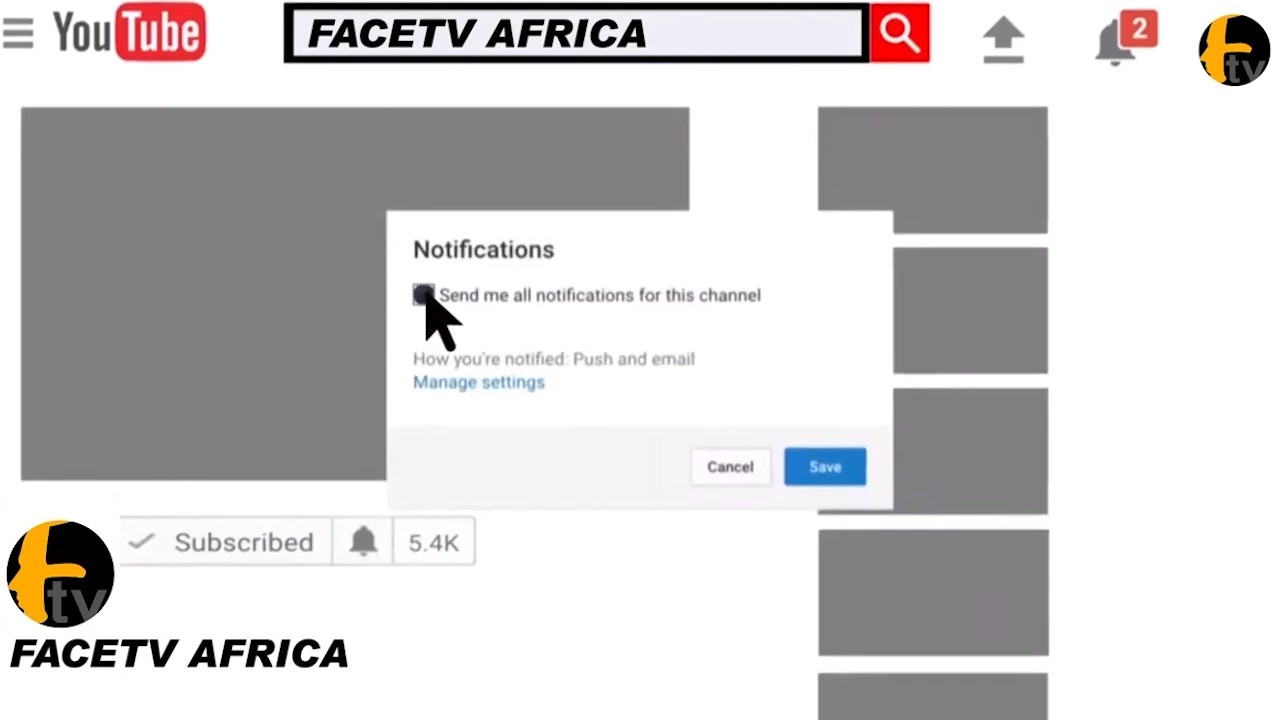 YouTube
FACETV AFRICA
2
tv
Notifications
Send me all notifications for this channel
How you're notified: Push and email
Manage settings
Cancel
Save
Subscribed
5.4K
tv
FACETV AFRICA